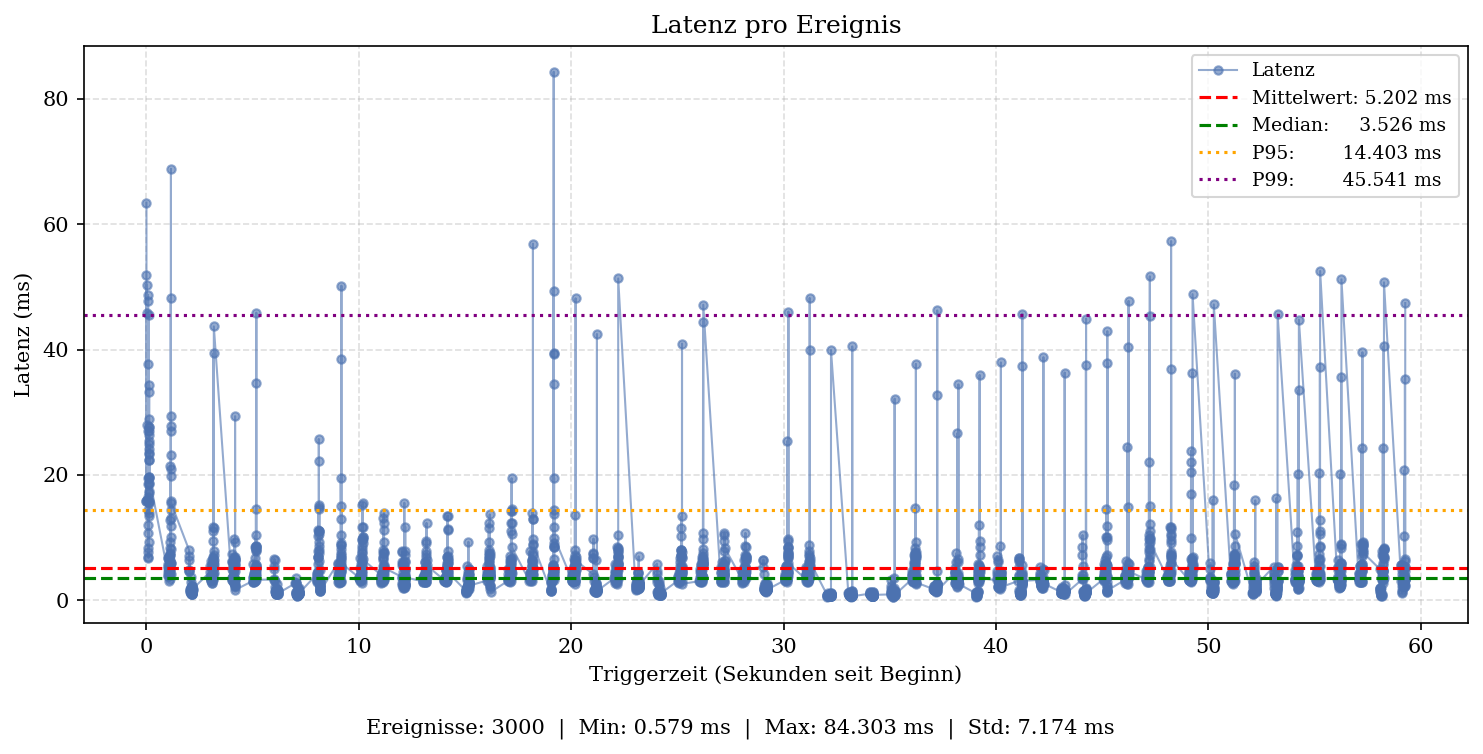 Latenz pro Ereignis
Latenz (ms)
80
60
40
20
0
Latenz
Mittelwert: 5.202 ms
Median: 3.526 ms
P95: 14.403 ms
P99: 45.541 ms
0 10 20 30 40 50 60
Triggerzeit (Sekunden seit Beginn)
Ereignisse: 3000 | Min: 0.579 ms | Max: 84.303 ms | Std: 7.174 ms